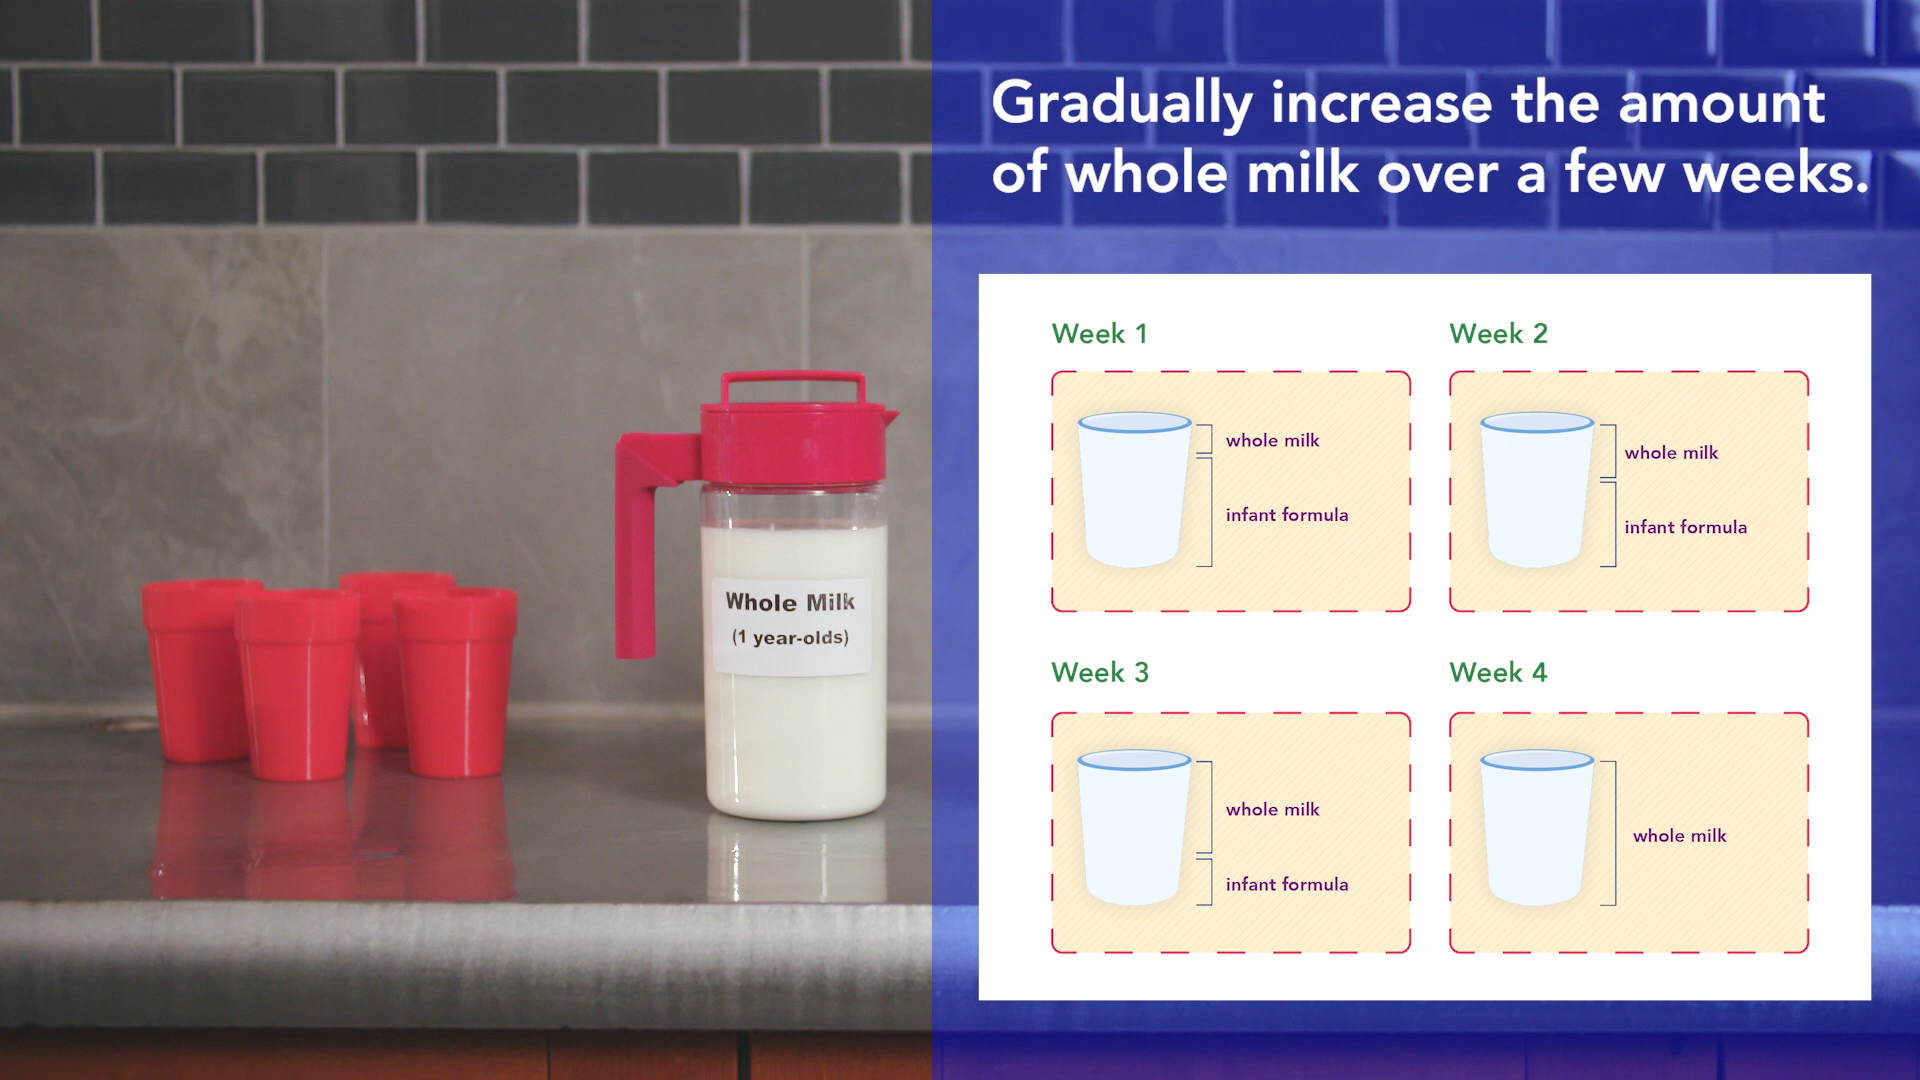 Gradually increase the amount
of whole milk over a few weeks.
Whole Milk
(1 year-olds)
Week 1
whole milk
infant formula
Week 2
whole milk
infant formula
Week 3
whole milk
infant formula
Week 4
whole milk